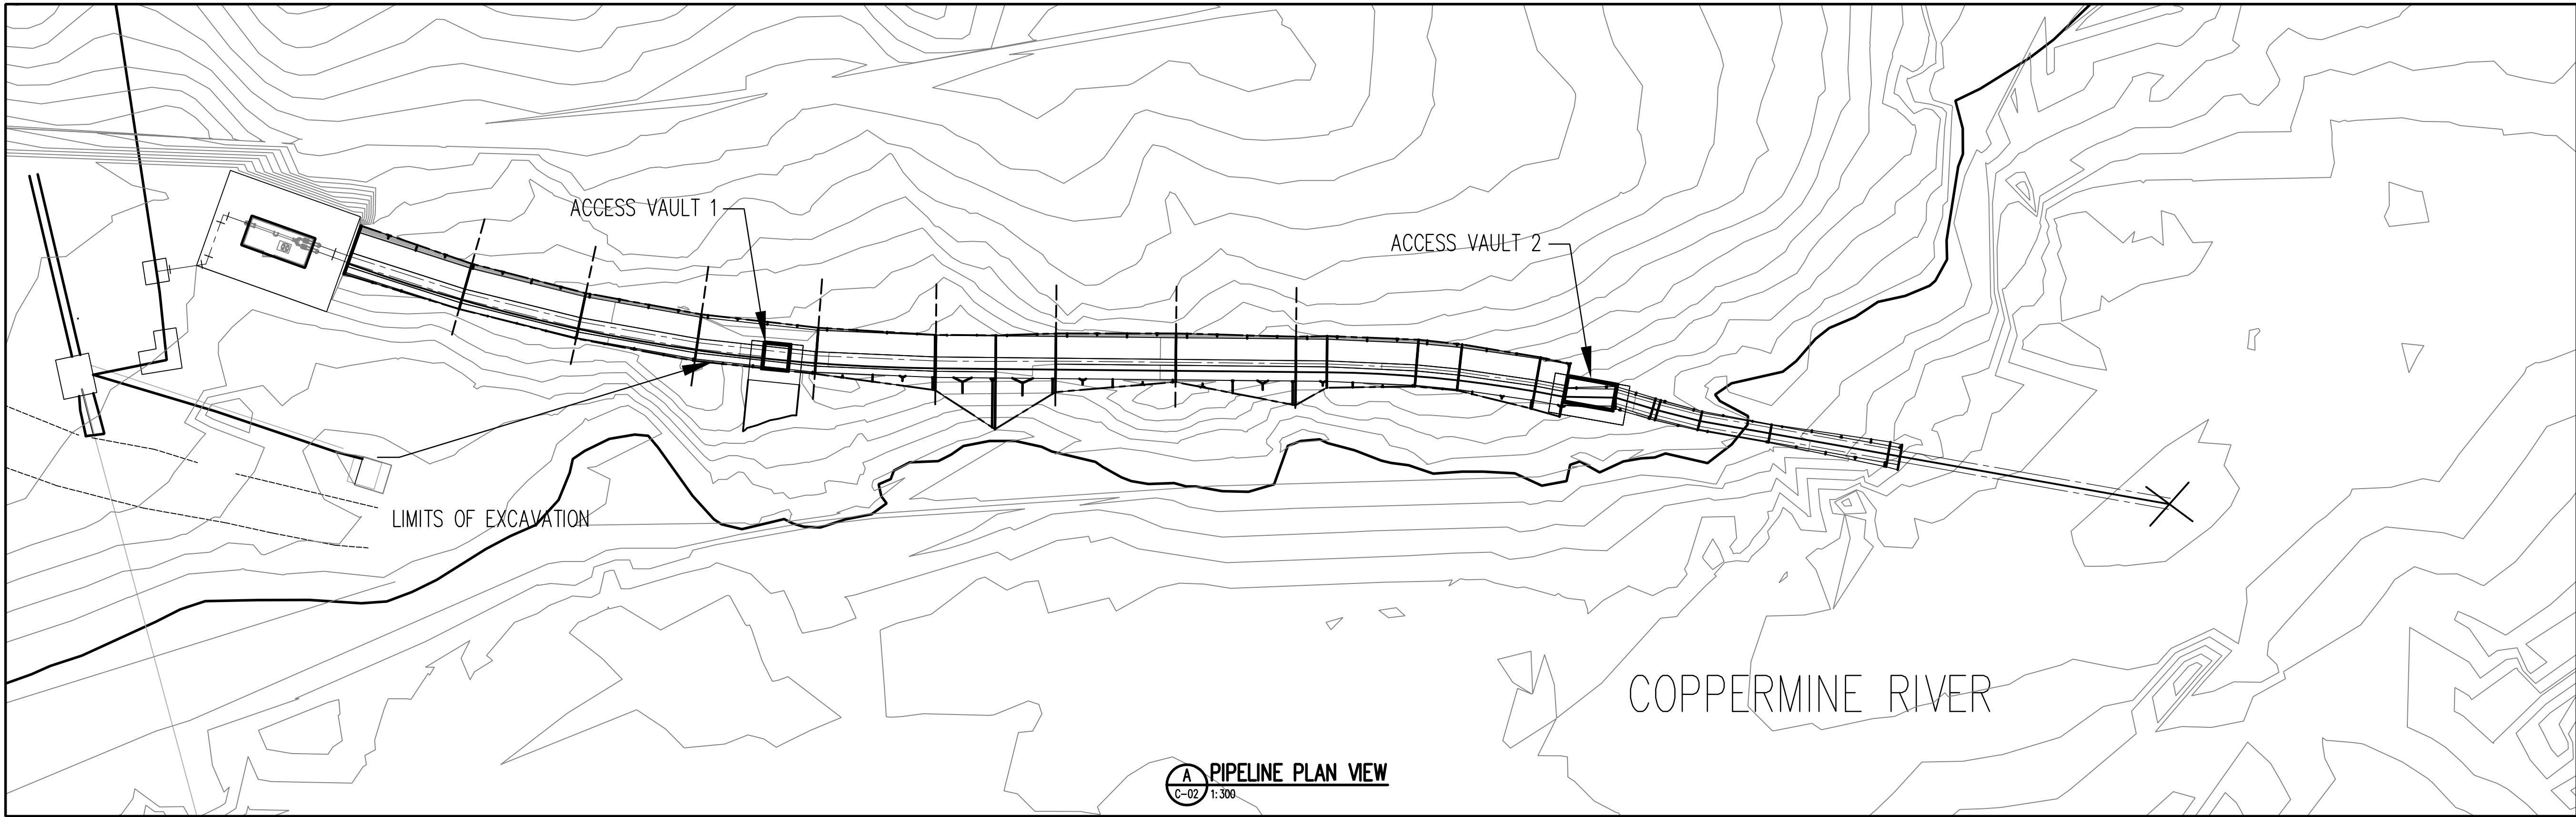 ACCESS VAULT 1
ACCESS VAULT 2
LIMITS OF EXCAVATION
COPPERMINE RIVER
A
C-02
PIPELINE PLAN VIEW
1:300